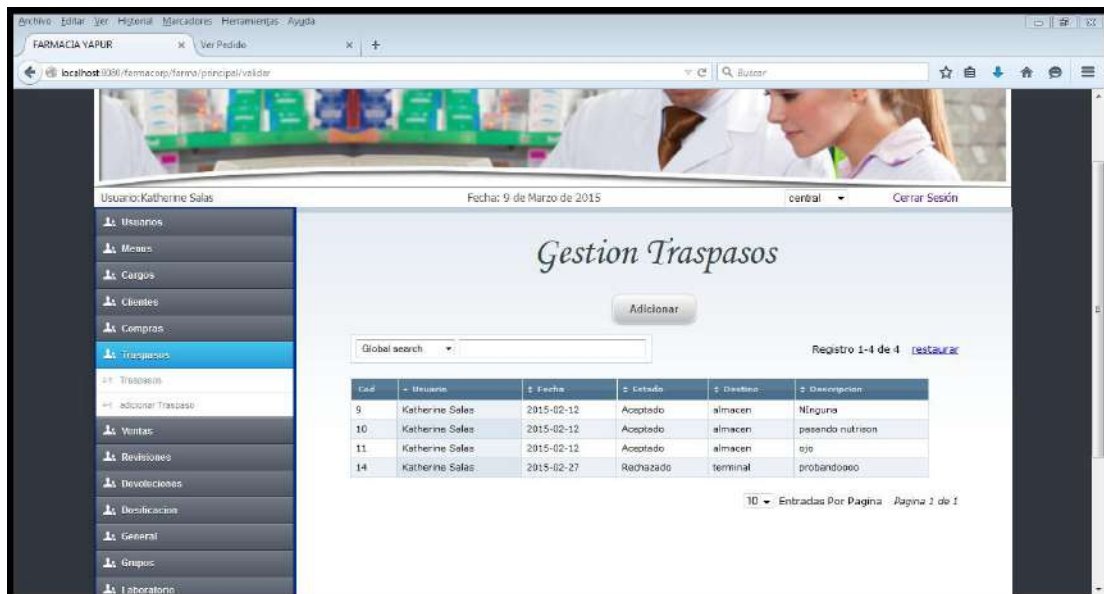 Archivo Editar Ver Historial Marcadores Herramientas Ayuda
FARMACIA YAPUR × Ver Pedido × +
localhost:8080/farmacorp/farma/principal/validar Buscar
Usuario:Katherine Salas Fecha: 9 de Marzo de 2015 central Cerrar Sesión
Usuarios
Menus
Cargos
Clientes
Compras
Traspasos
Traspasos
adicionar Traspaso
Ventas
Revisiones
Devoluciones
Dosificacion
General
Grupos
Laboratorio
Gestion Traspasos
Adicionar
Global search Registro 1-4 de 4 restaurar
Cod Usuario Fecha Estado Destino Descripcion
9 Katherine Salas 2015-02-12 Aceptado almacen NInguna
10 Katherine Salas 2015-02-12 Aceptado almacen pasando nutrison
11 Katherine Salas 2015-02-12 Aceptado almacen ojo
14 Katherine Salas 2015-02-27 Rechazado terminal probandoooo
10 Entradas Por Pagina Pagina 1 de 1